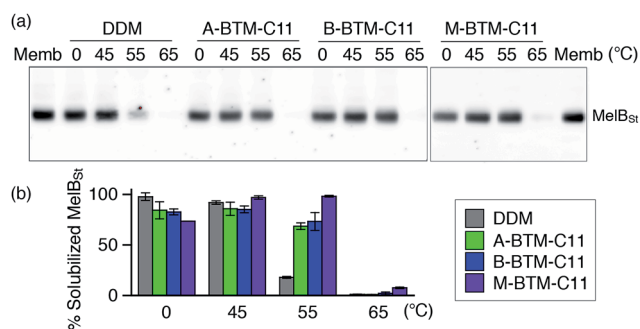 (a)
DDM A-BTM-C11 B-BTM-C11 M-BTM-C11
Memb 0 45 55 65 0 45 55 65 0 45 55 65 0 45 55 65 Memb (°C)
MelBSt
(b)
% Solubilized MelBSt
100
50
0
0 45 55 65 (°C)
DDM
A-BTM-C11
B-BTM-C11
M-BTM-C11